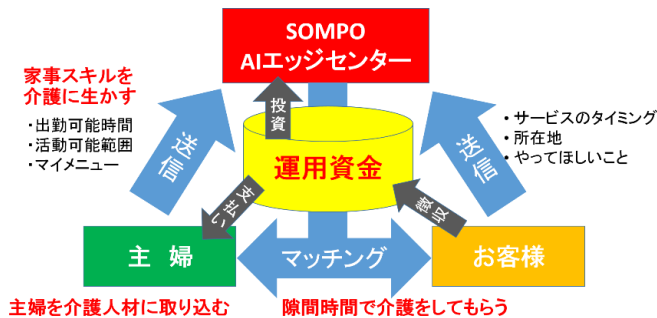 SOMPO
AIエッジセンター
家事スキルを
介護に生かす
・出勤可能時間
・活動可能範囲
・マイメニュー
送信
投資
送信
・サービスのタイミング
・所在地
・やってほしいこと
運用資金
支払い
徴収
主 婦
マッチング
お客様
主婦を介護人材に取り込む
隙間時間で介護をしてもらう